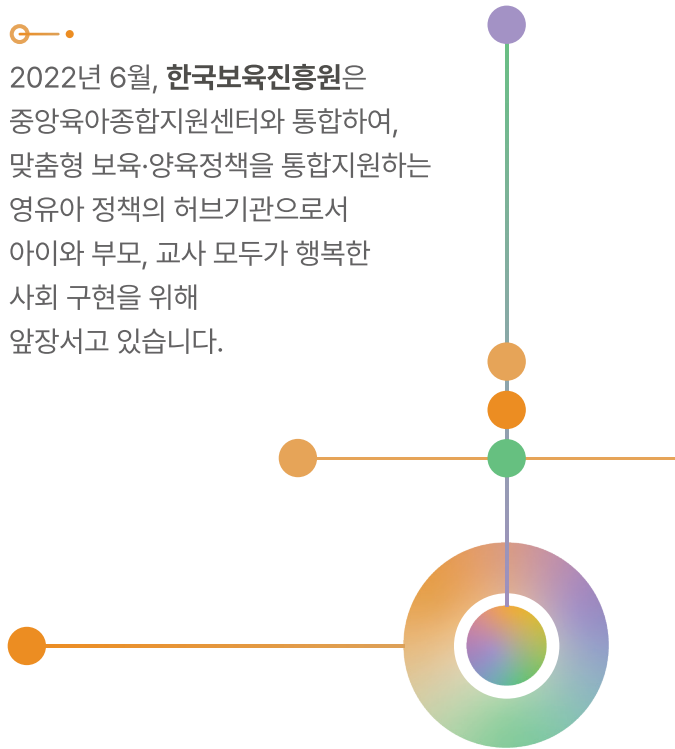 2022년 6월, 한국보육진흥원은
중앙육아종합지원센터와 통합하여,
맞춤형 보육·양육정책을 통합지원하는
영유아 정책의 허브기관으로서
아이와 부모, 교사 모두가 행복한
사회 구현을 위해
앞장서고 있습니다.